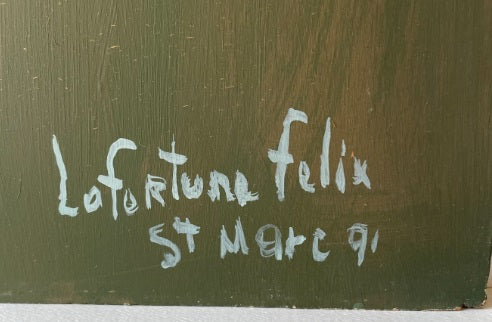 Lafortune felix
St Marc 91